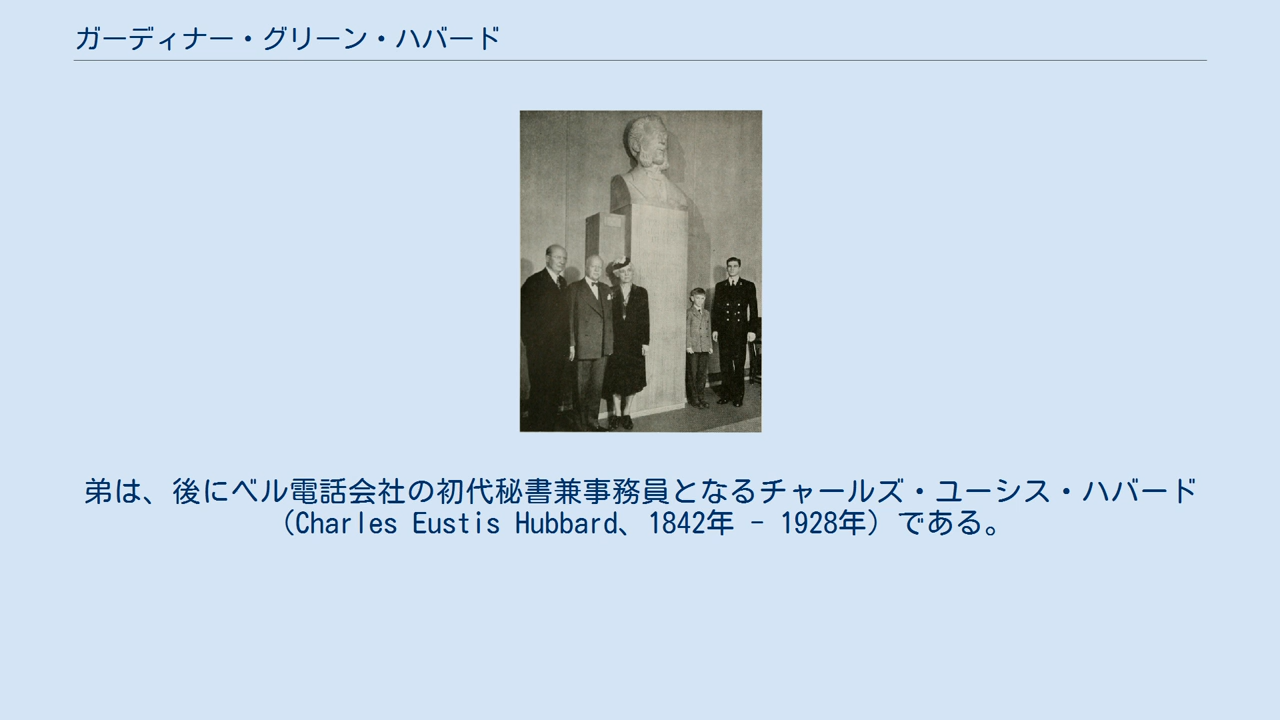 ガーディナー・グリーン・ハバード
弟は、後にベル電話会社の初代秘書兼事務員となるチャールズ・ユーシス・ハバード
（Charles Eustis Hubbard、1842年 - 1928年）である。